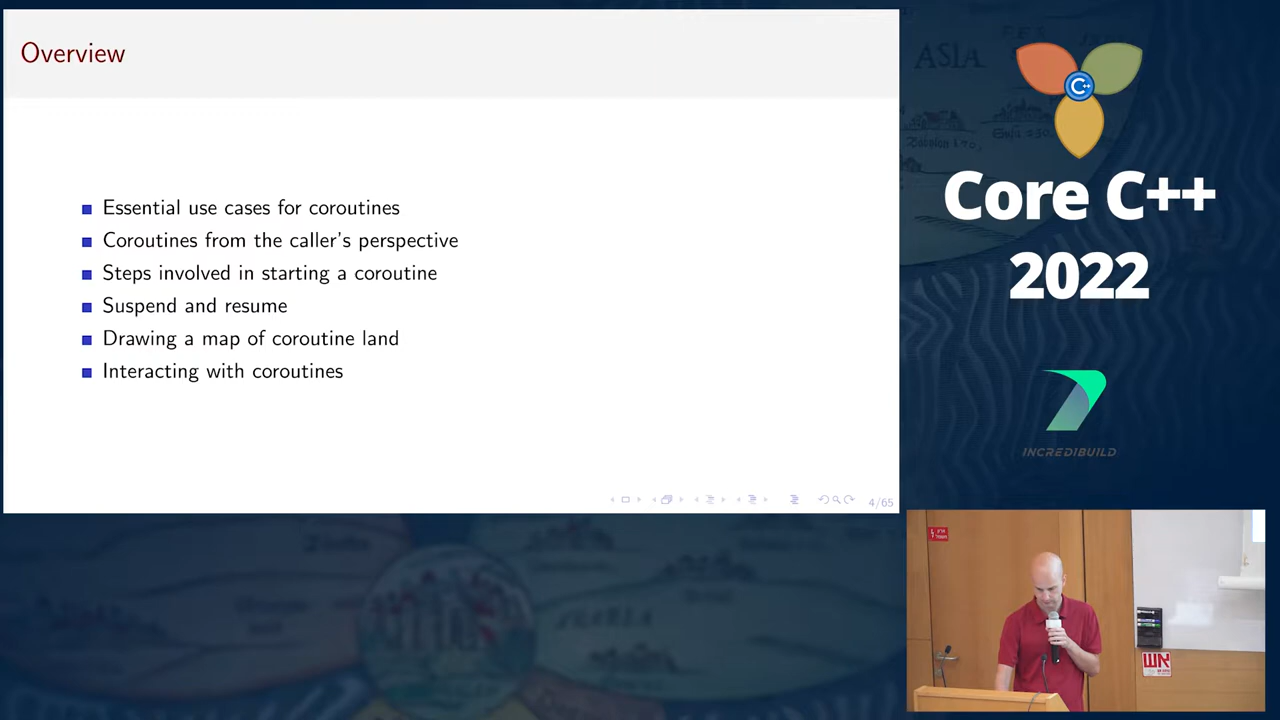 Overview
Essential use cases for coroutines
Coroutines from the caller's perspective
Steps involved in starting a coroutine
Suspend and resume
Drawing a map of coroutine land
Interacting with coroutines
4/65
ASIA
C++
Core C++
2022
INCREDIBUILD
אש